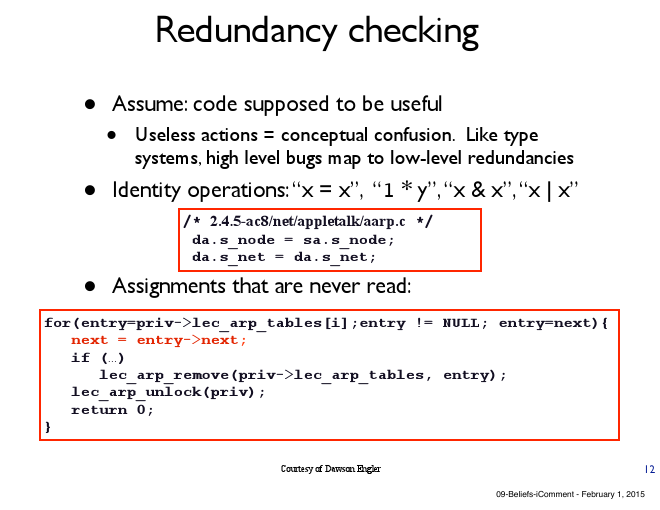 Redundancy checking
● Assume: code supposed to be useful
● Useless actions = conceptual confusion. Like type
systems, high level bugs map to low-level redundancies
● Identity operations: “x = x”, “1 * y”, “x & x”, “x | x”
/* 2.4.5-ac8/net/appletalk/aarp.c */
da.s_node = sa.s_node;
da.s_net = da.s_net;
● Assignments that are never read:
for(entry=priv->lec_arp_tables[i];entry != NULL; entry=next){
next = entry->next;
if (…)
lec_arp_remove(priv->lec_arp_tables, entry);
lec_arp_unlock(priv);
return 0;
}
Courtesy of Dawson Engler
12
09-Beliefs-iComment - February 1, 2015